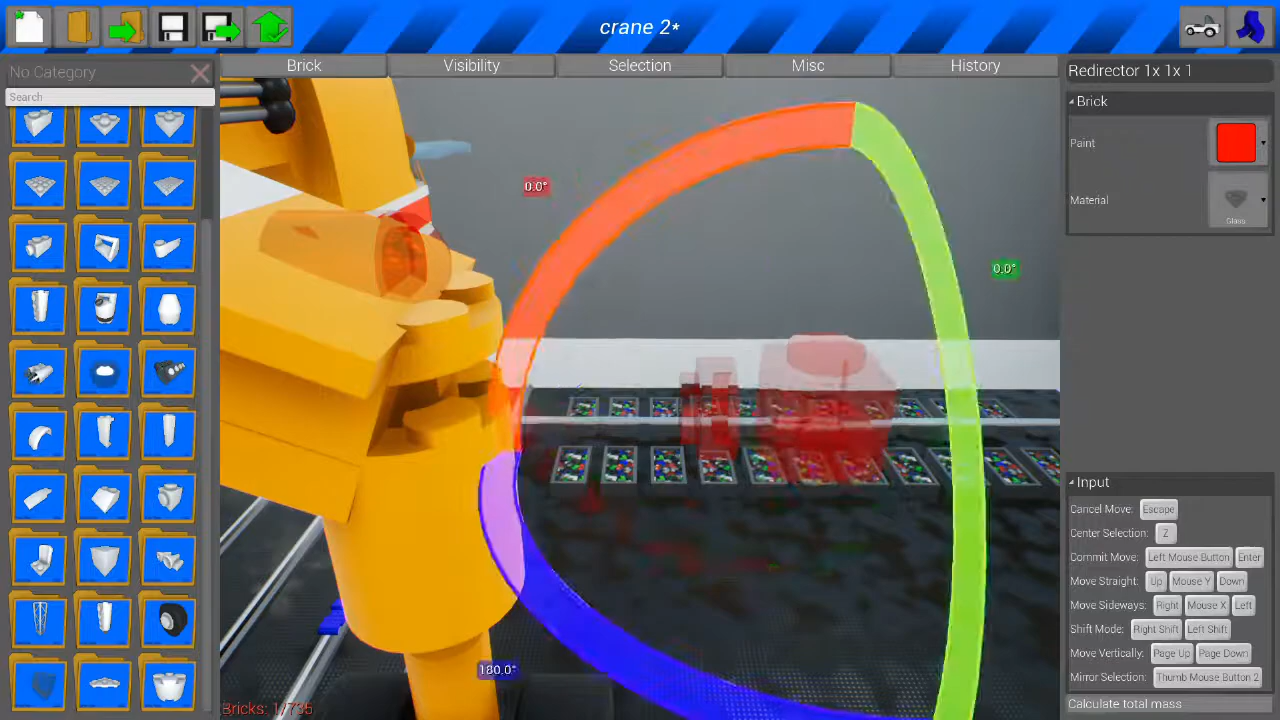 crane 2*
No Category
Search
Brick
Visibility
Selection
Misc
History
0.0°
0.0°
180.0°
Bricks: 1/735
Redirector 1x 1x 1
Brick
Paint
Material
Glass
Input
Cancel Move: Escape
Center Selection: Z
Commit Move: Left Mouse Button Enter
Move Straight: Up Mouse Y Down
Move Sideways: Right Mouse X Left
Shift Mode: Right Shift Left Shift
Move Vertically: Page Up Page Down
Mirror Selection: Thumb Mouse Button 2
Calculate total mass